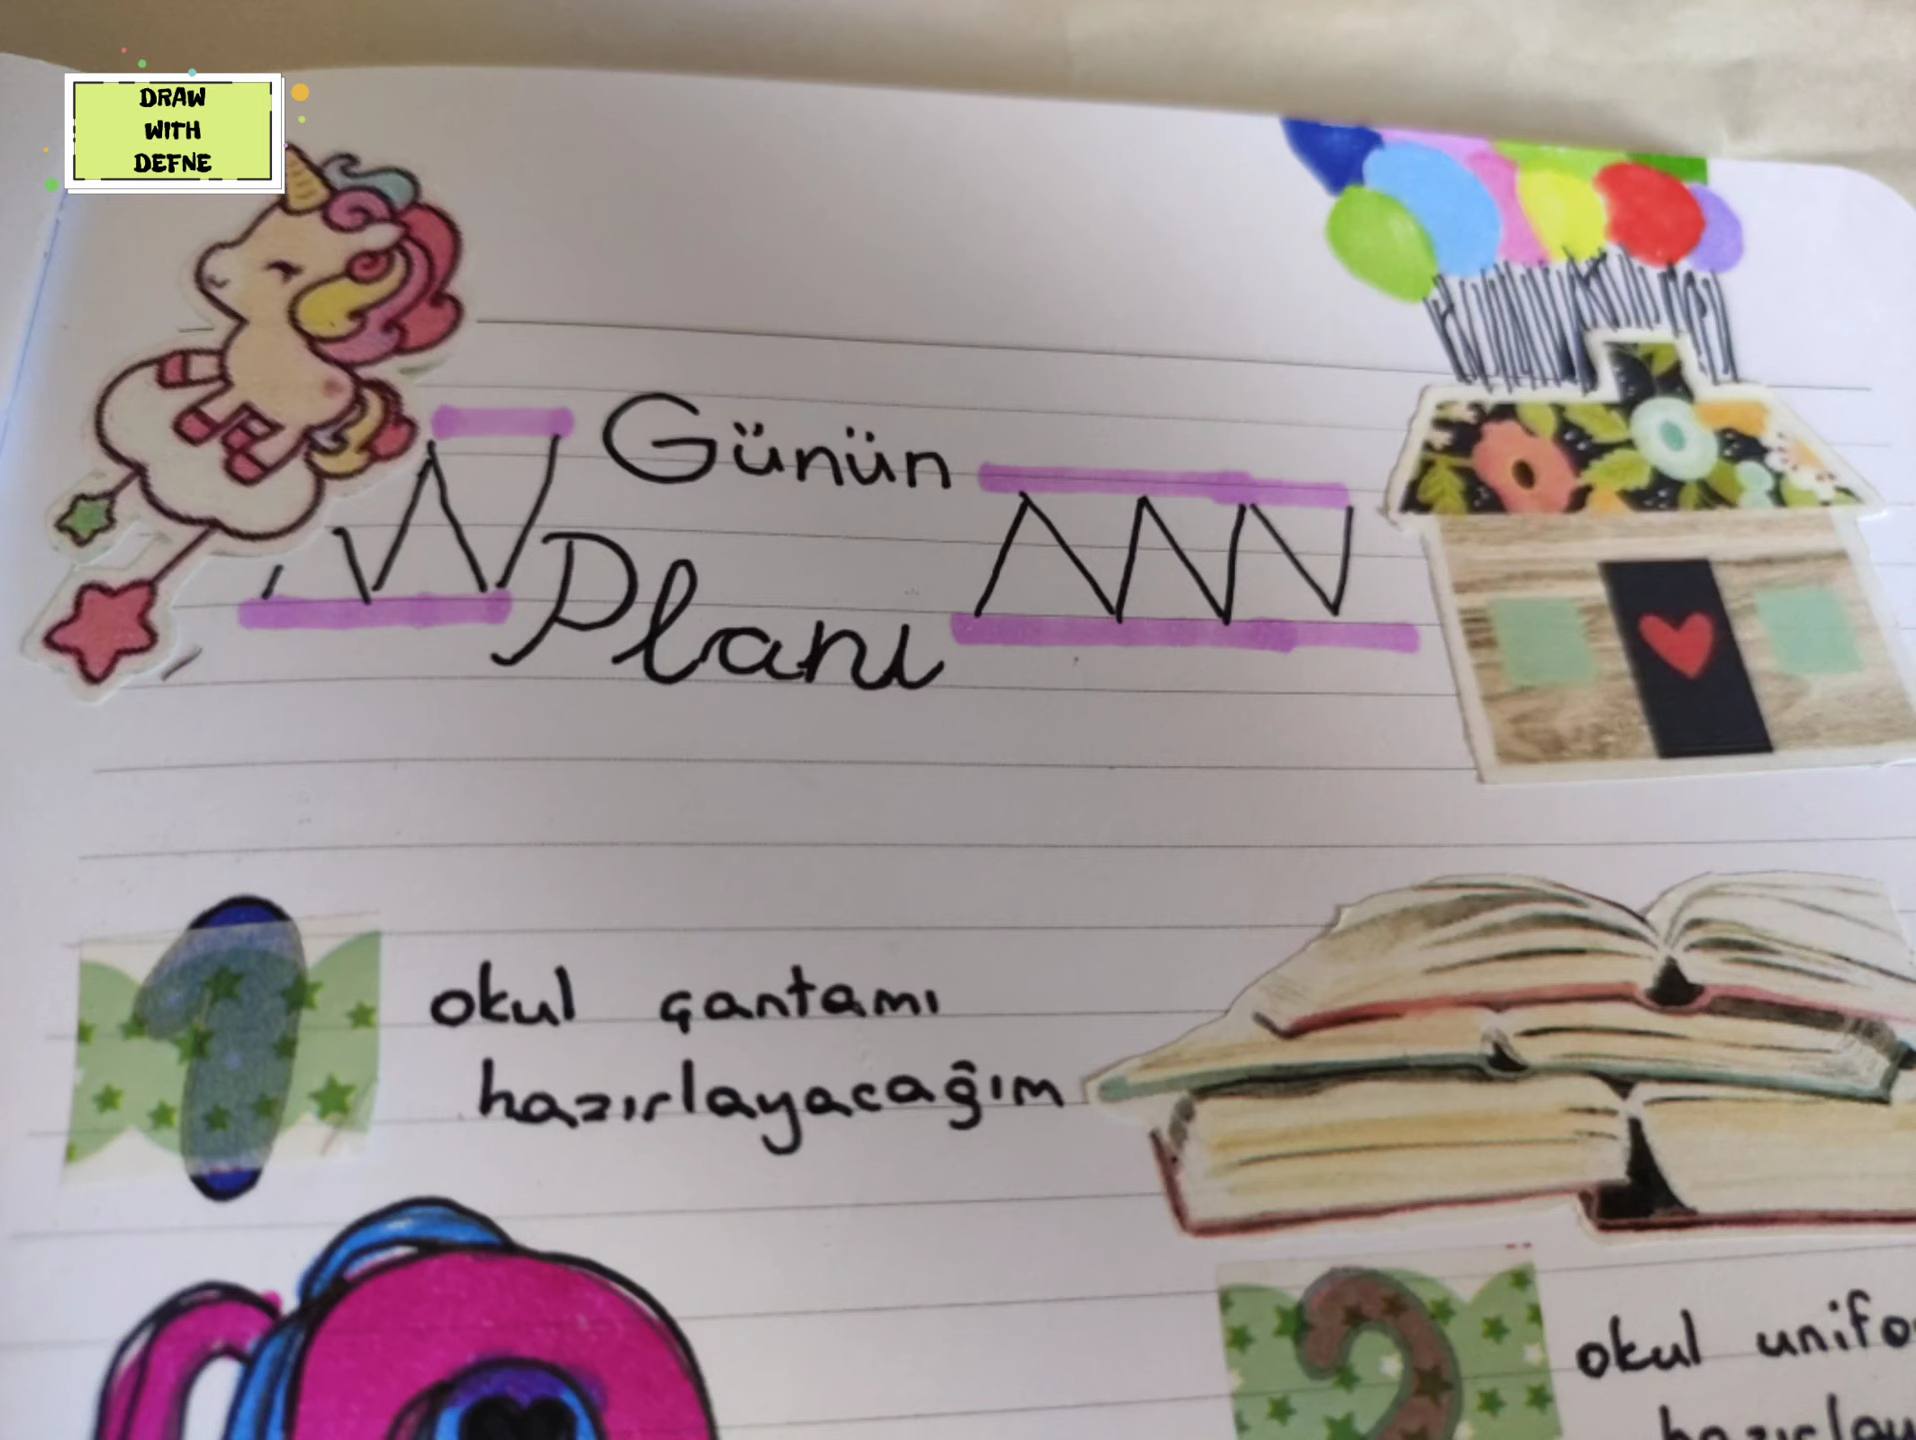 DRAW
WITH
DEFNE
Günün
Planı
okul çantamı
hazırlayacağım
okul